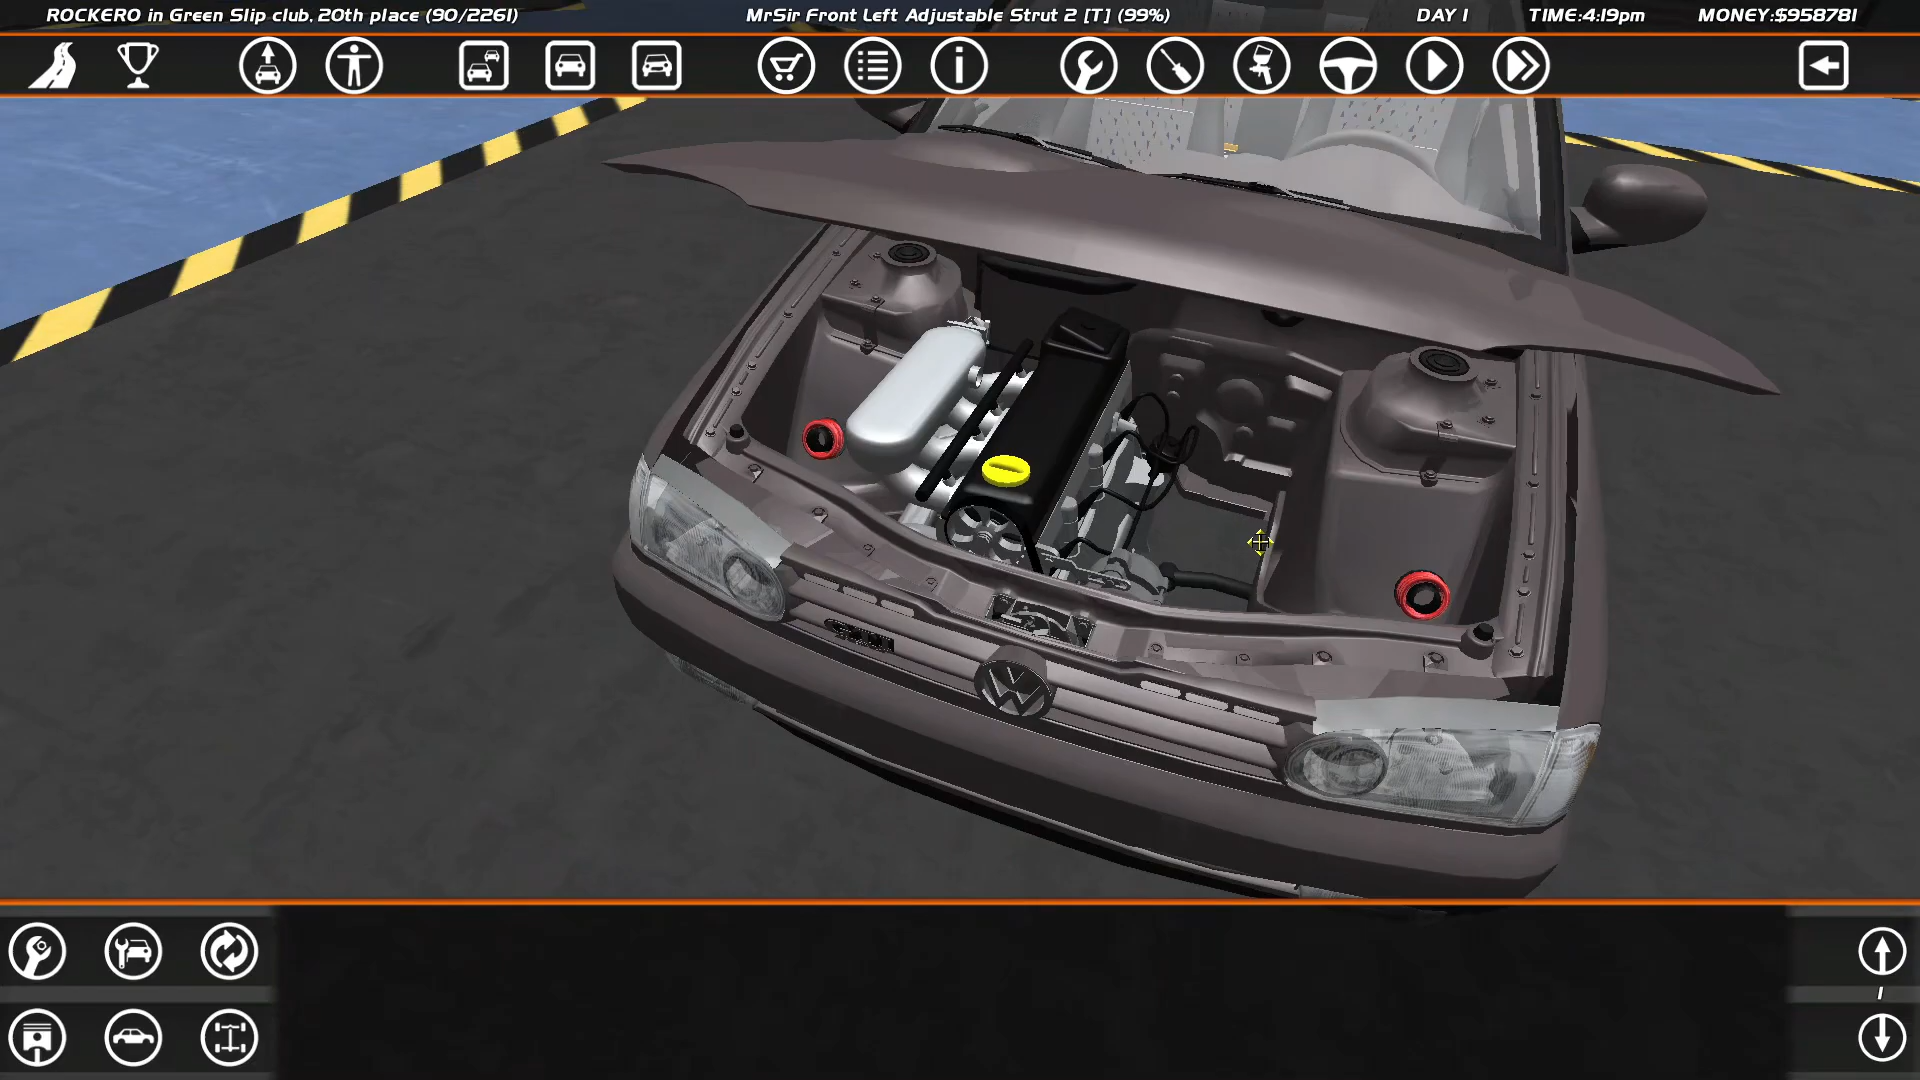 ROCKERO in Green Slip club, 20th place (90/2261)
MrSir Front Left Adjustable Strut 2 [T] (99%)
DAY 1
TIME:4:19pm
MONEY:$958781
1